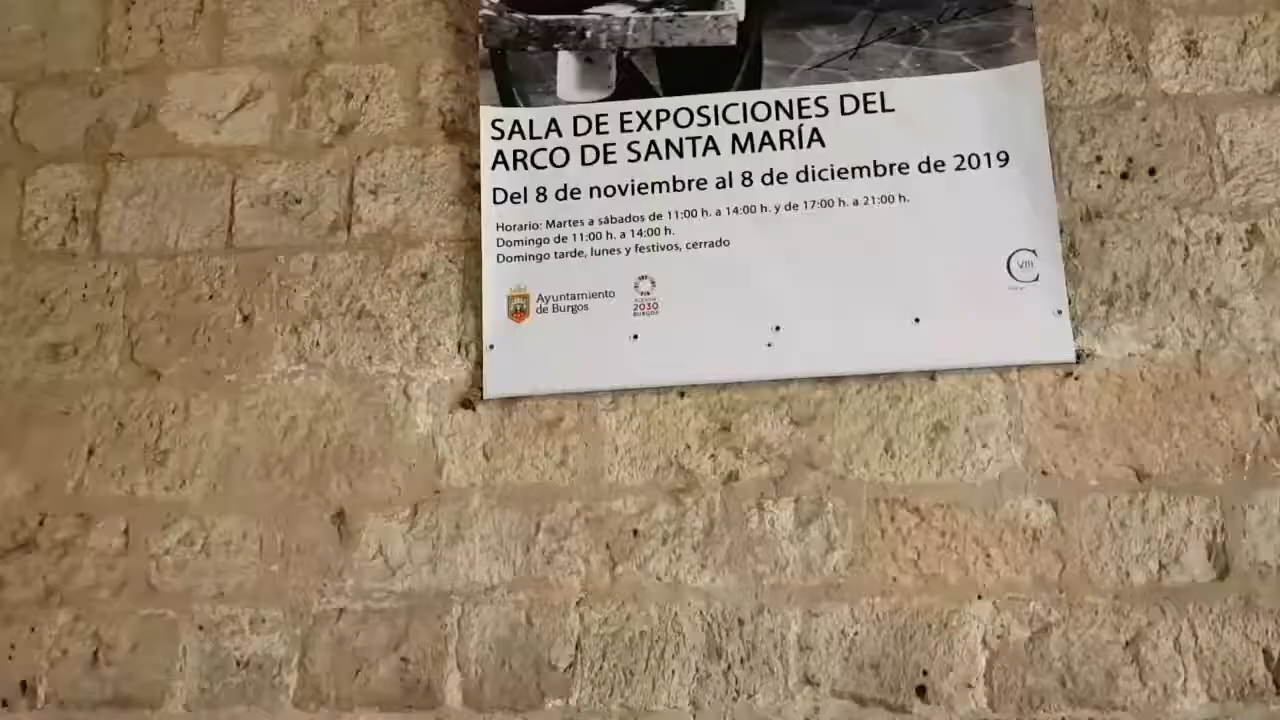 SALA DE EXPOSICIONES DEL
ARCO DE SANTA MARÍA
Del 8 de noviembre al 8 de diciembre de 2019
Horario: Martes a sábados de 11:00 h. a 14:00 h. y de 17:00 h. a 21:00 h.
Domingo de 11:00 h. a 14:00 h.
Domingo tarde, lunes y festivos, cerrado
Ayuntamiento
de Burgos
2030
BURGOS
C VIII